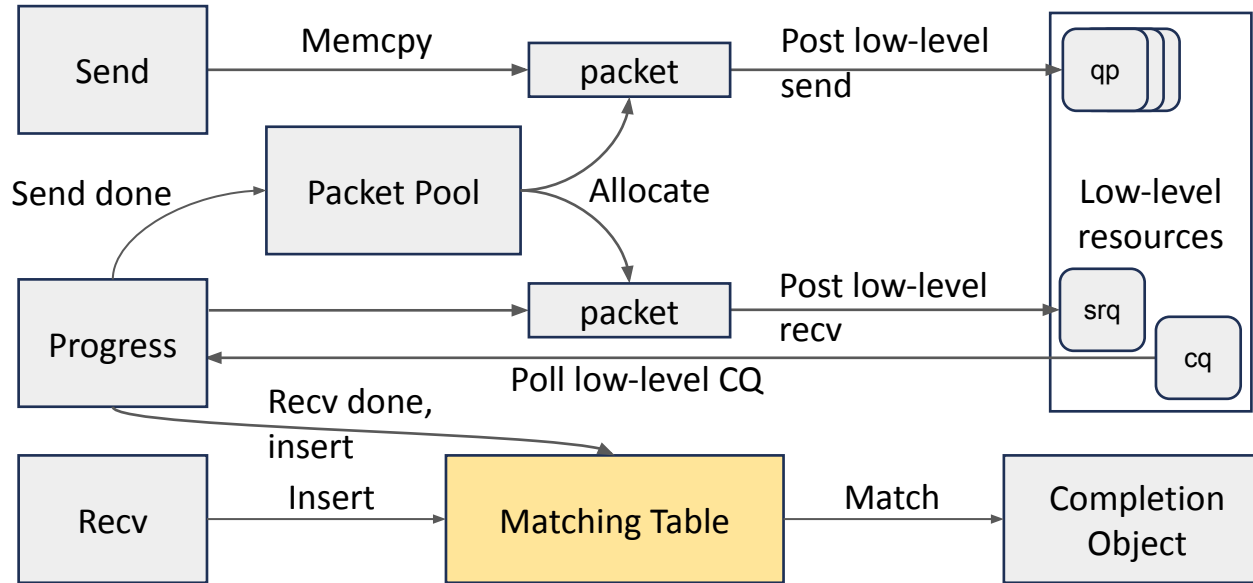 Send
Memcpy
packet
Post low-level
send
qp
Send done
Packet Pool
Allocate
Low-level
resources
Progress
packet
Post low-level
recv
srq
cq
Poll low-level CQ
Recv done,
insert
Recv
Insert
Matching Table
Match
Completion
Object